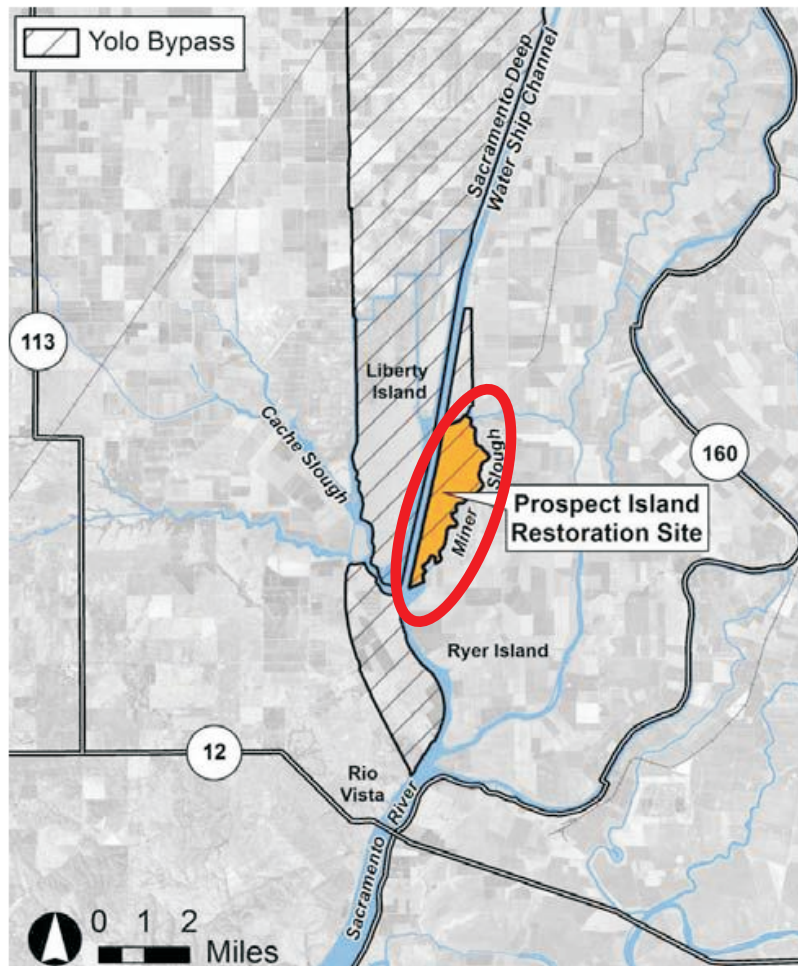 Yolo Bypass
Sacramento Deep
Water Ship Channel
113
Liberty
Island
Cache Slough
160
Miner Slough
Prospect Island
Restoration Site
Ryer Island
12
Rio
Vista
Sacramento River
0 1 2
Miles